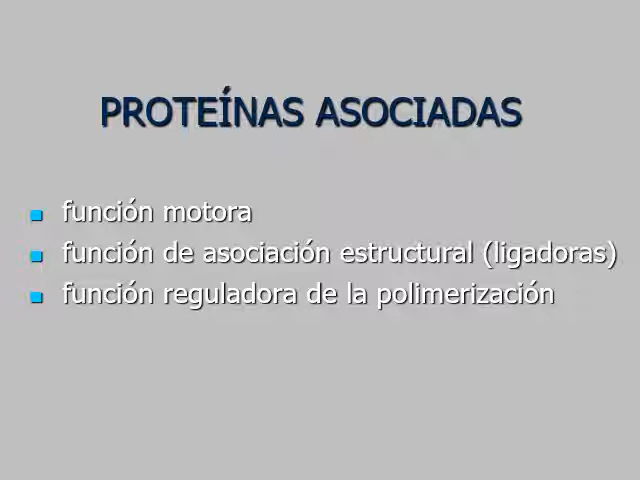 PROTEÍNAS ASOCIADAS
función motora
función de asociación estructural (ligadoras)
función reguladora de la polimerización